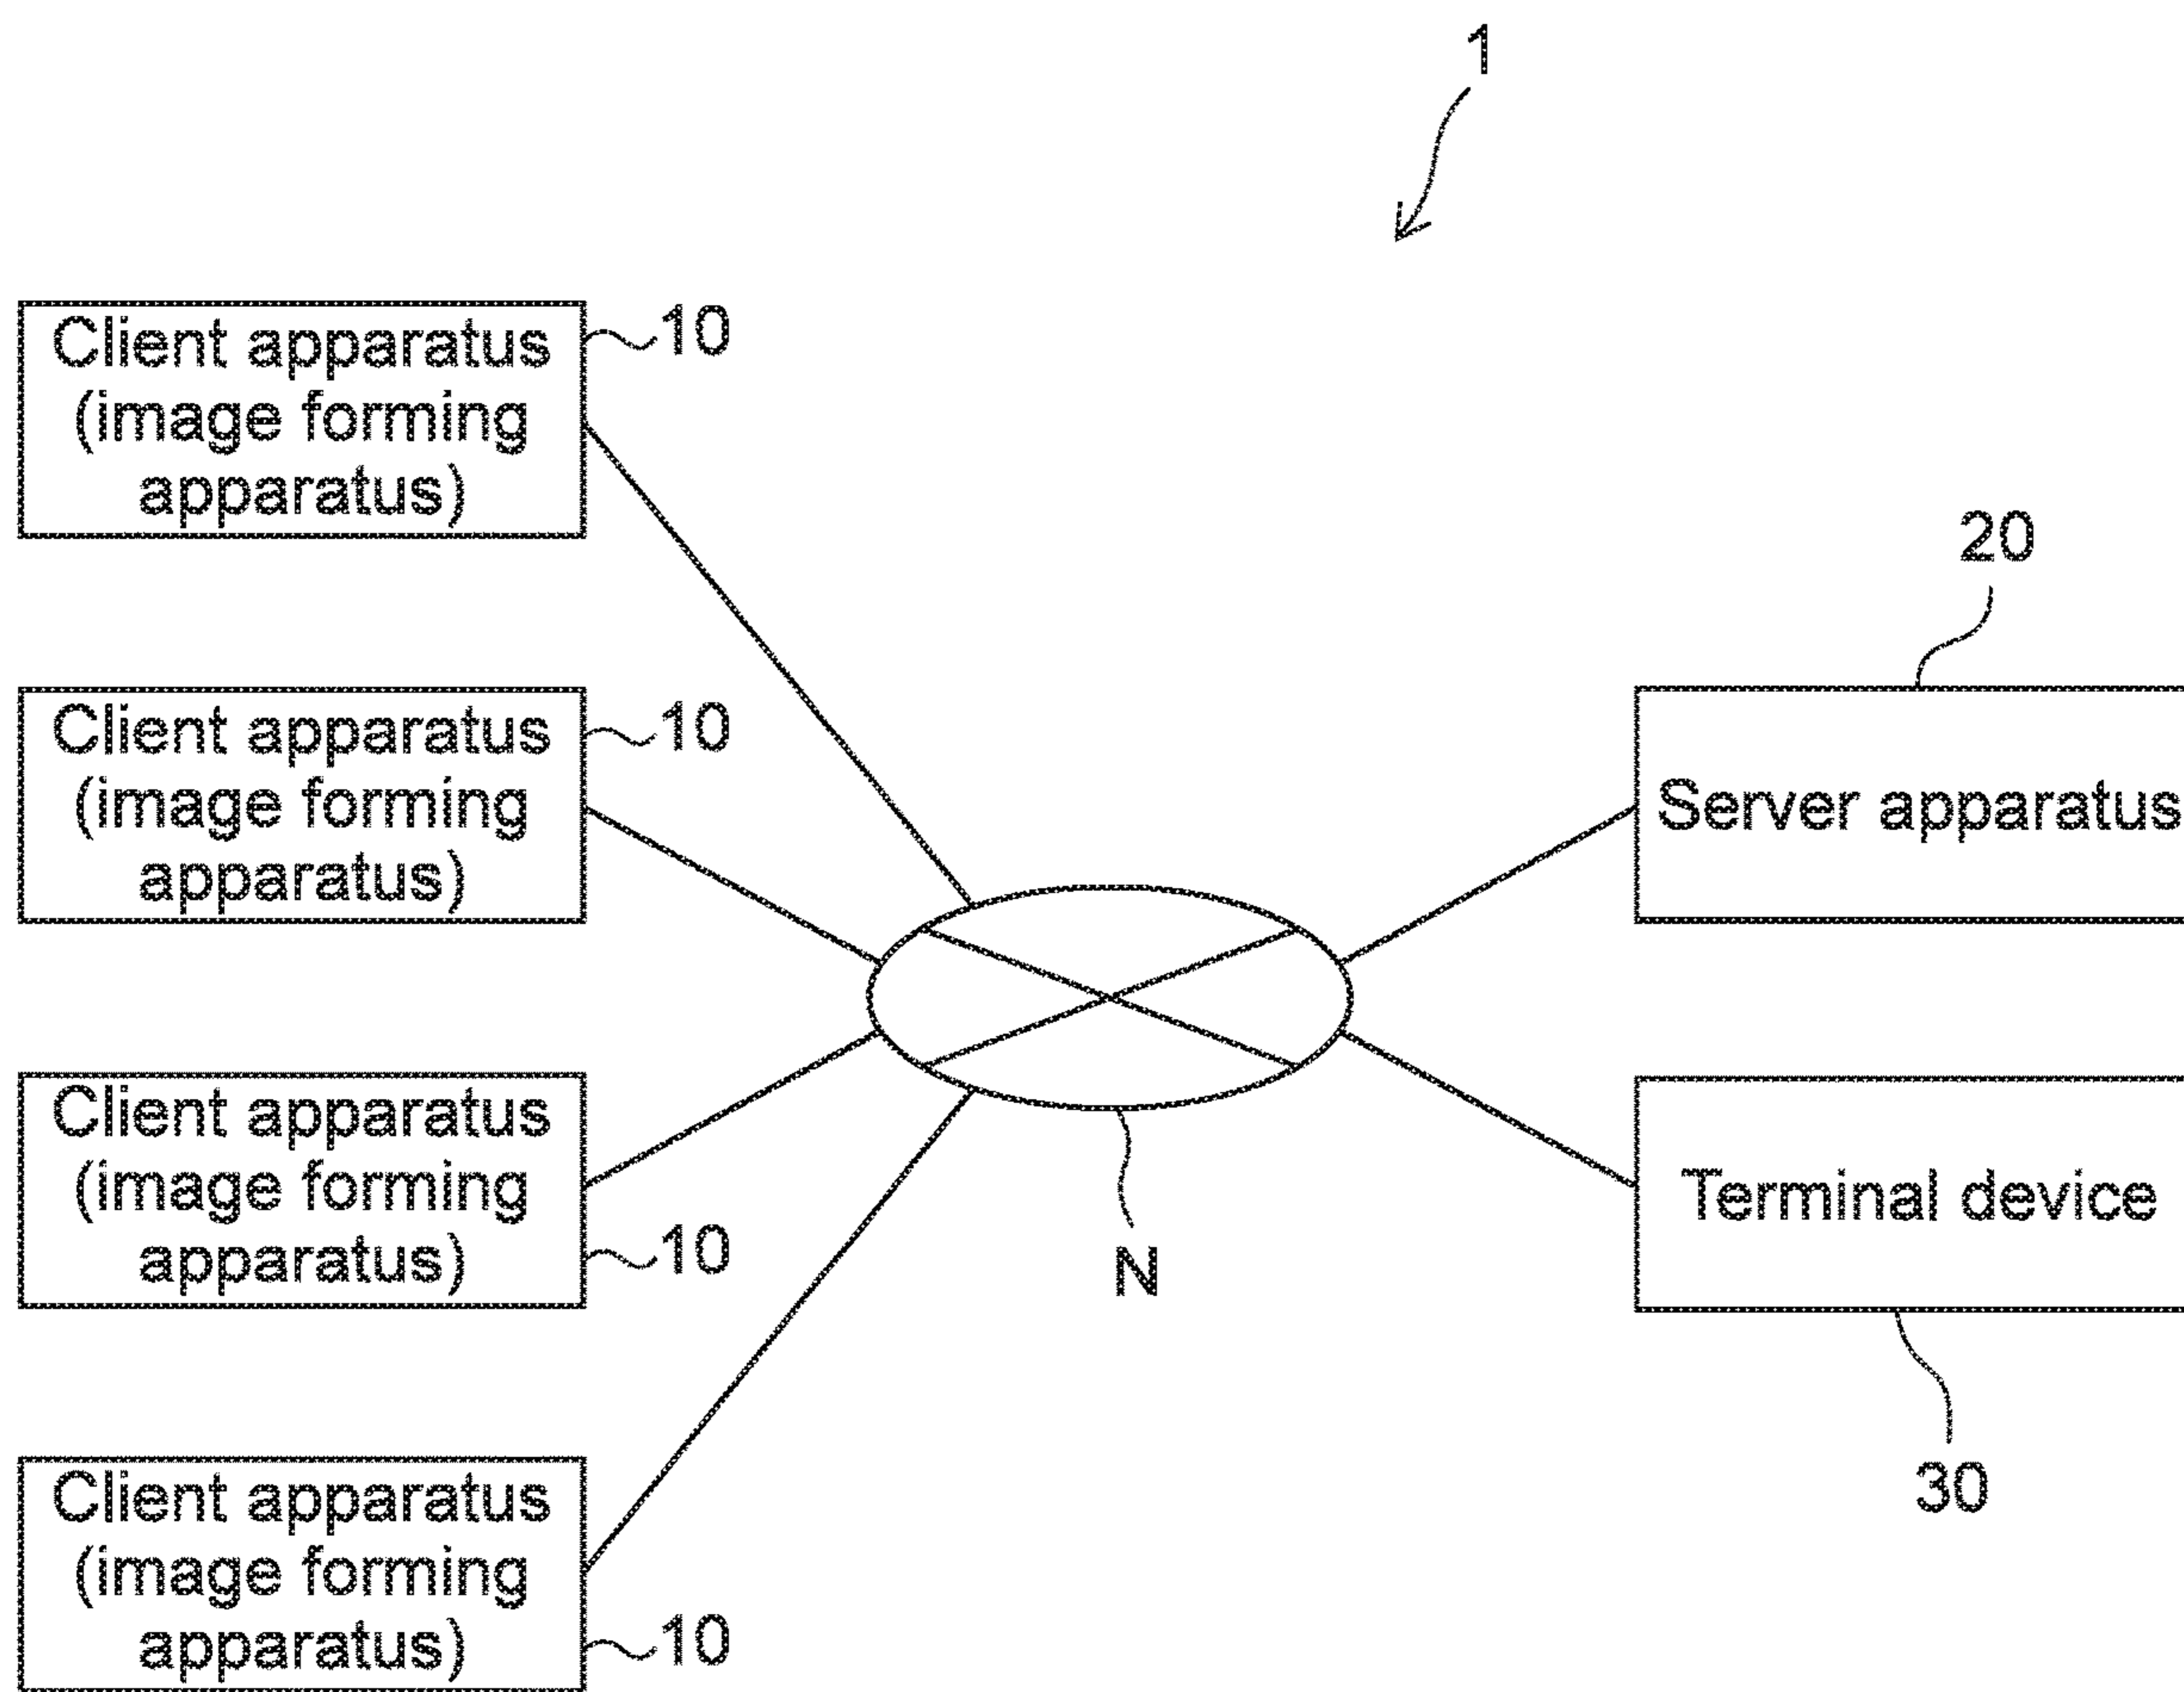 1
Client apparatus
(image forming
apparatus)
10
Client apparatus
(image forming
apparatus)
10
Client apparatus
(image forming
apparatus)
10
Client apparatus
(image forming
apparatus)
10
N
20
Server apparatus
Terminal device
30